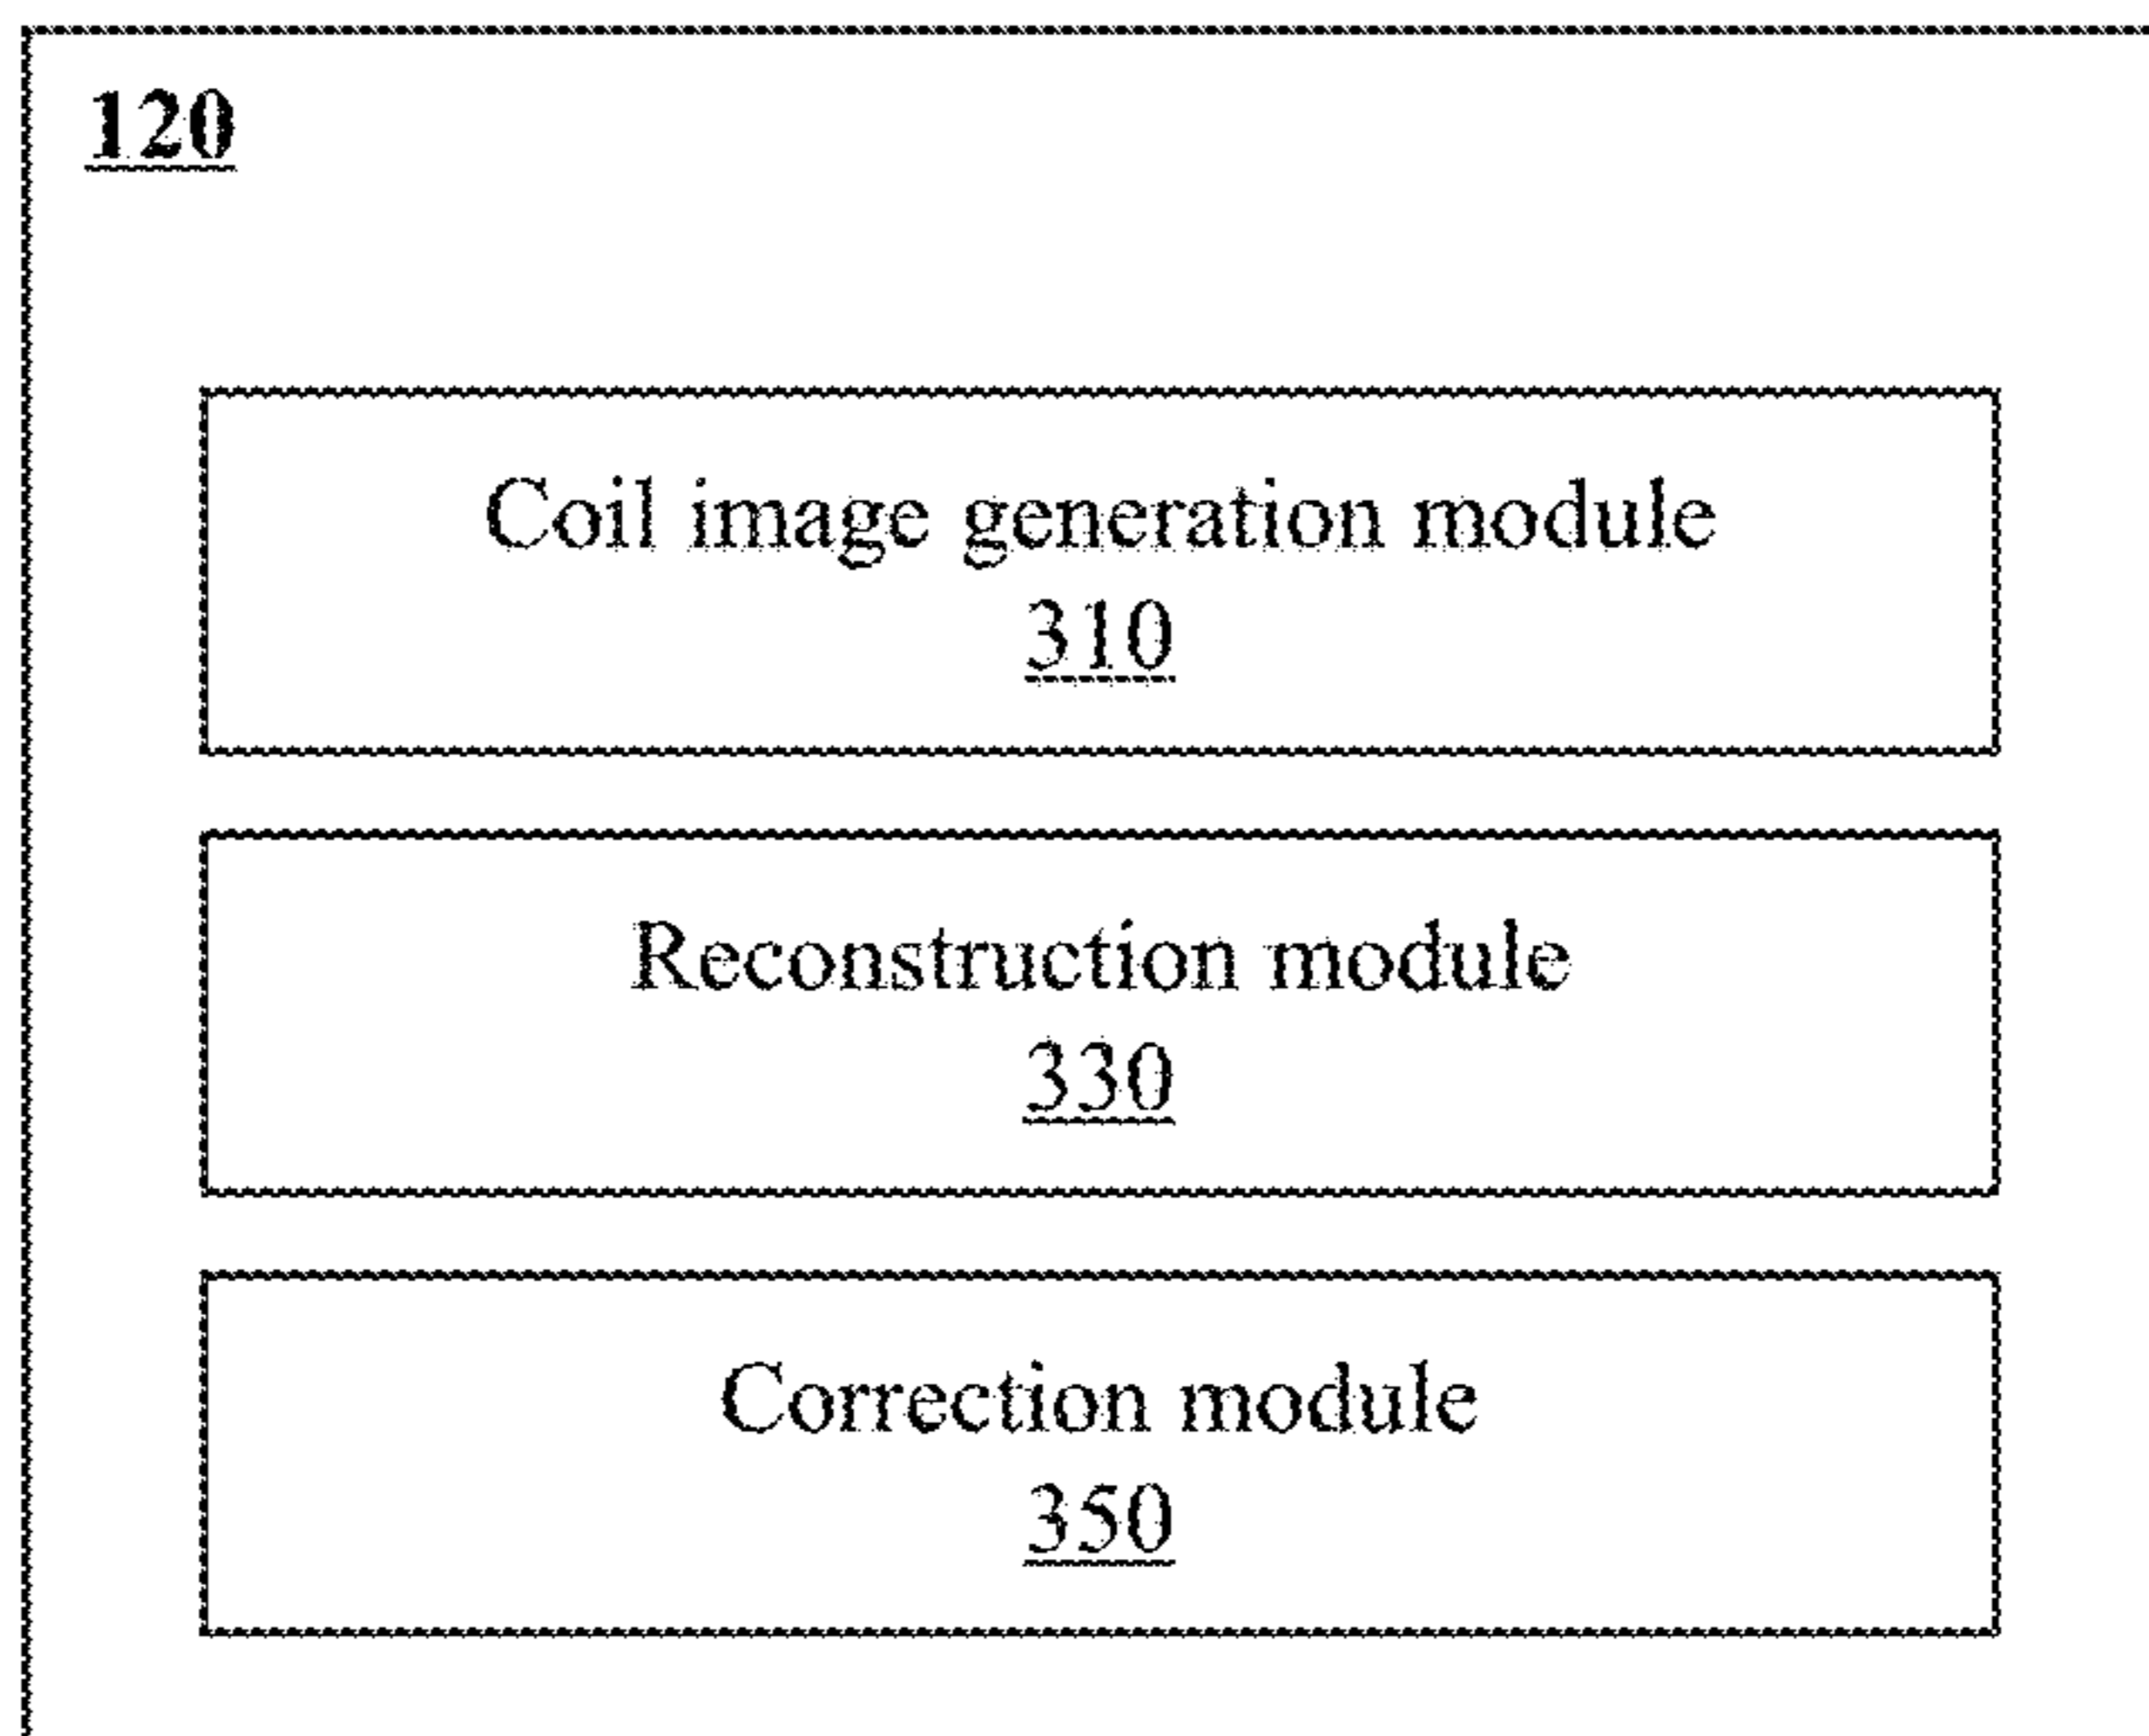 120
Coil image generation module
310
Reconstruction module
330
Correction module
350